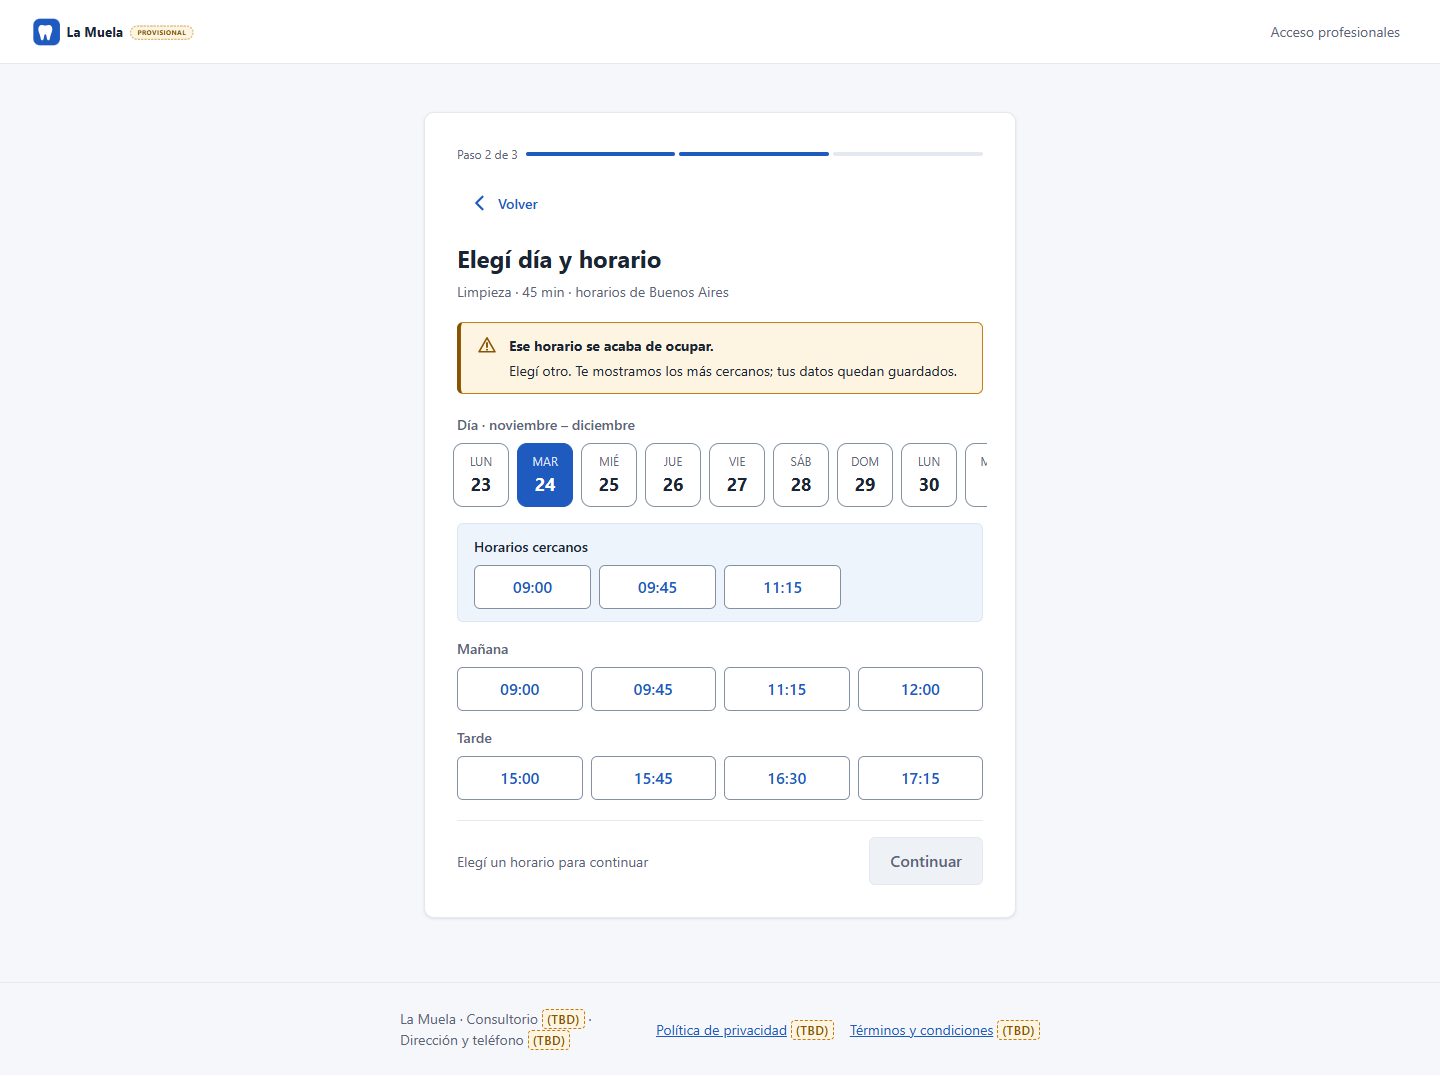 La Muela PROVISIONAL
Acceso profesionales
Paso 2 de 3
Volver
Elegí día y horario
Limpieza · 45 min · horarios de Buenos Aires
Ese horario se acaba de ocupar.
Elegí otro. Te mostramos los más cercanos; tus datos quedan guardados.
Día · noviembre – diciembre
LUN MAR MIÉ JUE VIE SÁB DOM LUN
23 24 25 26 27 28 29 30
Horarios cercanos
09:00 09:45 11:15
Mañana
09:00 09:45 11:15 12:00
Tarde
15:00 15:45 16:30 17:15
Elegí un horario para continuar
Continuar
La Muela · Consultorio (TBD) ·
Dirección y teléfono (TBD)
Política de privacidad (TBD) Términos y condiciones (TBD)